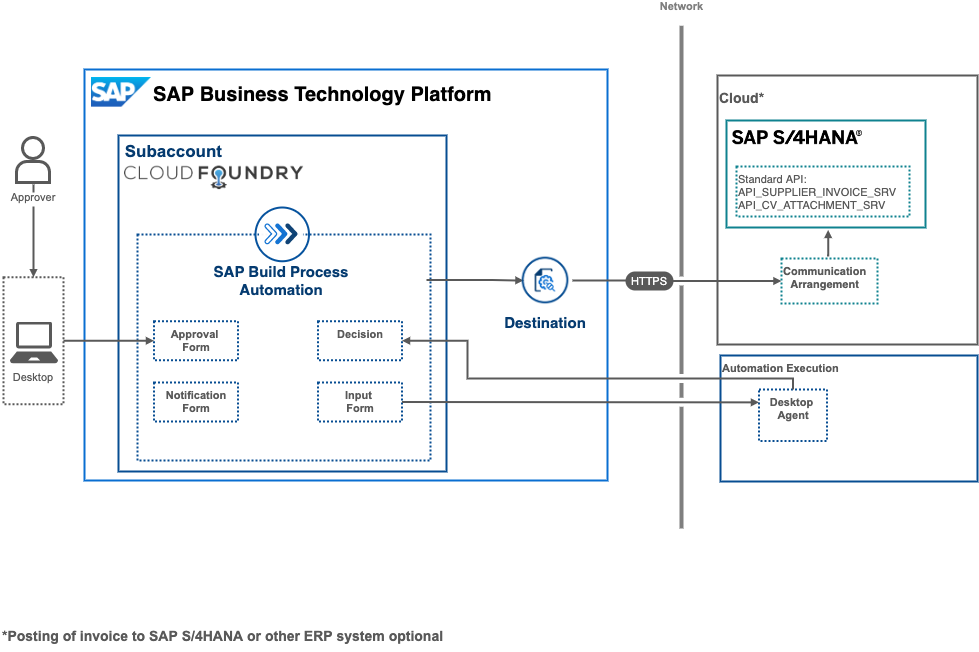 Network
SAP
SAP Business Technology Platform
Cloud*
Subaccount
CLOUD FOUNDRY
SAP S/4HANA®
Standard API:
API_SUPPLIER_INVOICE_SRV
API_CV_ATTACHMENT_SRV
Approver
SAP Build Process
Automation
Communication
Arrangement
HTTPS
Destination
Approval
Form
Decision
Desktop
Automation Execution
Notification
Form
Input
Form
Desktop
Agent
*Posting of invoice to SAP S/4HANA or other ERP system optional